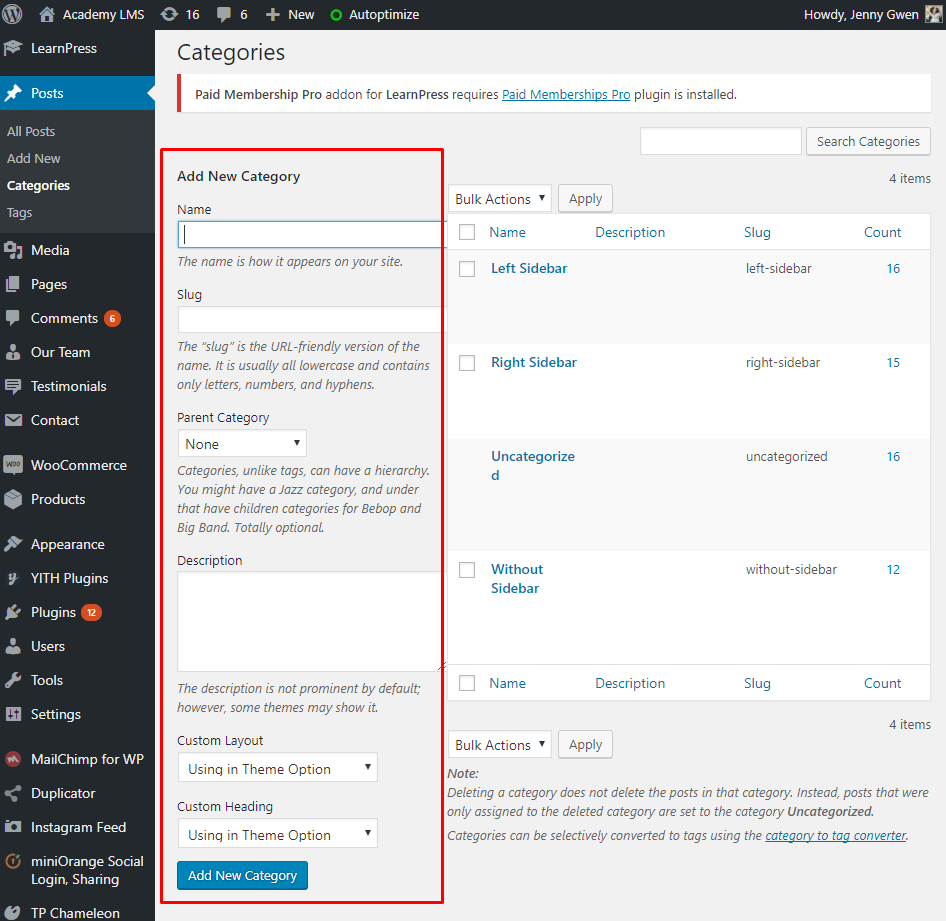 Academy LMS 16 6 New Autoptimize Howdy, Jenny Gwen
LearnPress
Posts
All Posts
Add New
Categories
Tags
Media
Pages
Comments 6
Our Team
Testimonials
Contact
WOO WooCommerce
Products
Appearance
YITH Plugins
Plugins 12
Users
Tools
Settings
MailChimp for WP
Duplicator
Instagram Feed
miniOrange Social
Login, Sharing
TP Chameleon
Categories
Paid Membership Pro addon for LearnPress requires Paid Memberships Pro plugin is installed.
Search Categories
Add New Category
Name
The name is how it appears on your site.
Slug
The “slug” is the URL-friendly version of the
name. It is usually all lowercase and contains
only letters, numbers, and hyphens.
Parent Category
None
Categories, unlike tags, can have a hierarchy.
You might have a Jazz category, and under
that have children categories for Bebop and
Big Band. Totally optional.
Description
The description is not prominent by default;
however, some themes may show it.
Custom Layout
Using in Theme Option
Custom Heading
Using in Theme Option
Add New Category
4 items
Bulk Actions Apply
Name Description Slug Count
Left Sidebar left-sidebar 16
Right Sidebar right-sidebar 15
Uncategorize uncategorized 16
d
Without without-sidebar 12
Sidebar
Name Description Slug Count
4 items
Bulk Actions Apply
Note:
Deleting a category does not delete the posts in that category. Instead, posts that were
only assigned to the deleted category are set to the category Uncategorized.
Categories can be selectively converted to tags using the category to tag converter.